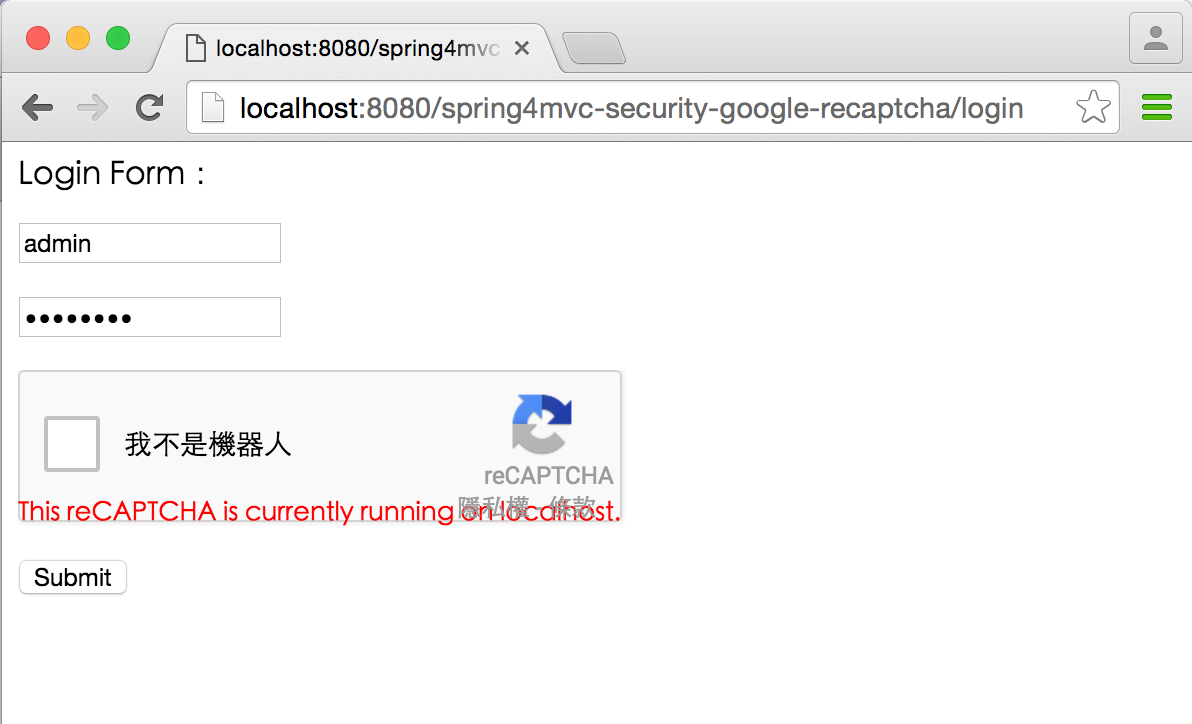 localhost:8080/spring4mvc
localhost:8080/spring4mvc-security-google-recaptcha/login
Login Form :
admin
我不是機器人
reCAPTCHA
隱私權 - 條款
This reCAPTCHA is currently running on localhost.
Submit